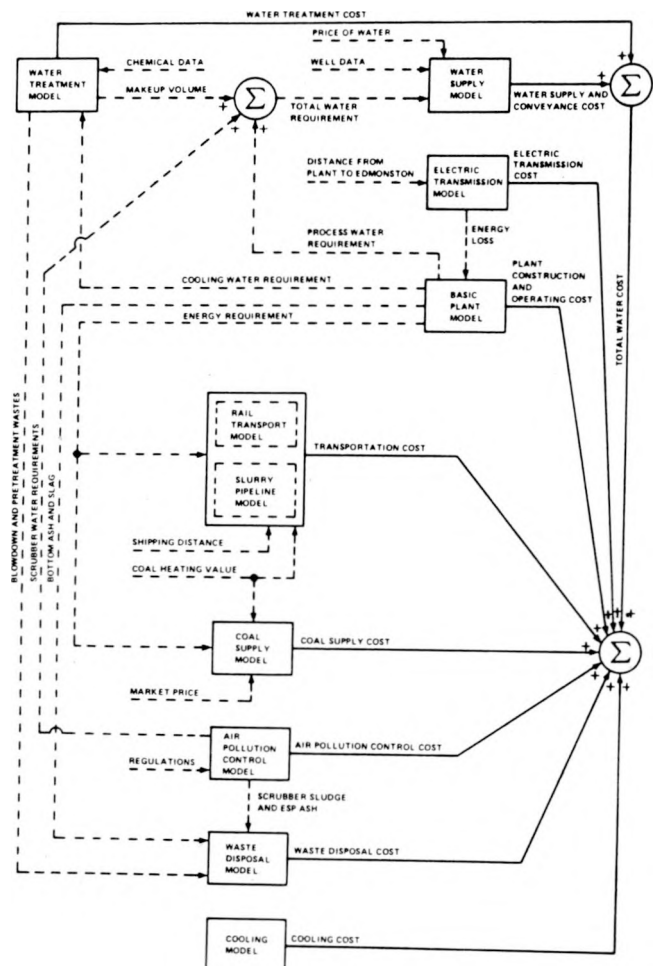 WATER TREATMENT COST
PRICE OF WATER
CHEMICAL DATA
WELL DATA
WATER
TREATMENT
MODEL
MAKEUP VOLUME
Σ
TOTAL WATER
REQUIREMENT
WATER
SUPPLY
MODEL
WATER SUPPLY AND
CONVEYANCE COST
Σ
DISTANCE FROM
PLANT TO EDMONSTON
ELECTRIC
TRANSMISSION
MODEL
ELECTRIC
TRANSMISSION
COST
PROCESS WATER
REQUIREMENT
ENERGY
LOSS
COOLING WATER REQUIREMENT
ENERGY REQUIREMENT
BASIC
PLANT
MODEL
PLANT
CONSTRUCTION
AND
OPERATING COST
TOTAL WATER COST
RAIL
TRANSPORT
MODEL
SLURRY
PIPELINE
MODEL
TRANSPORTATION COST
BLOWDOWN AND PRETREATMENT WASTES
SCRUBBER WATER REQUIREMENTS
BOTTOM ASH AND SLAG
SHIPPING DISTANCE
COAL HEATING VALUE
COAL
SUPPLY
MODEL
COAL SUPPLY COST
Σ
MARKET PRICE
REGULATIONS
AIR
POLLUTION
CONTROL
MODEL
AIR POLLUTION CONTROL COST
SCRUBBER SLUDGE
AND ESP ASH
WASTE
DISPOSAL
MODEL
WASTE DISPOSAL COST
COOLING
MODEL
COOLING COST